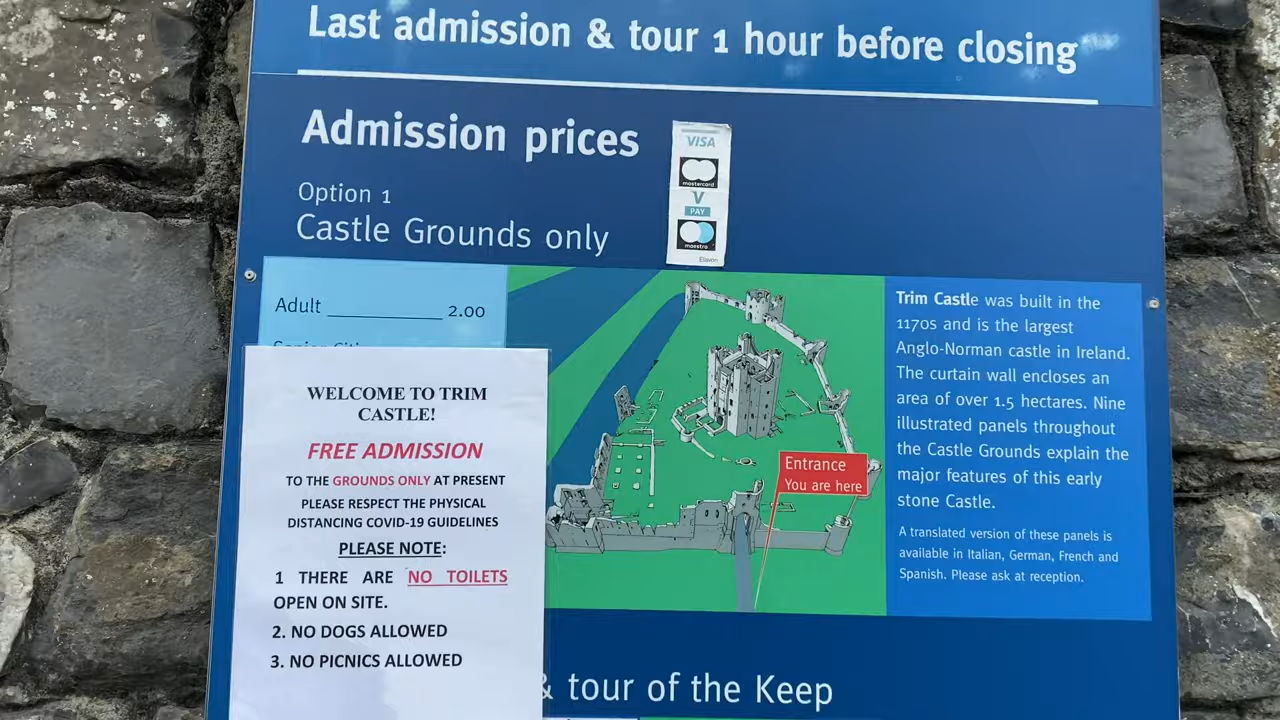 Last admission & tour 1 hour before closing
Admission prices
VISA
mastercard
V
PAY
maestro
Elavon
Option 1
Castle Grounds only
Adult 2.00
WELCOME TO TRIM
CASTLE!
FREE ADMISSION
TO THE GROUNDS ONLY AT PRESENT
PLEASE RESPECT THE PHYSICAL
DISTANCING COVID-19 GUIDELINES
PLEASE NOTE:
1 THERE ARE NO TOILETS
OPEN ON SITE.
2. NO DOGS ALLOWED
3. NO PICNICS ALLOWED
Entrance
You are here
Trim Castle was built in the
1170s and is the largest
Anglo-Norman castle in Ireland.
The curtain wall encloses an
area of over 1.5 hectares. Nine
illustrated panels throughout
the Castle Grounds explain the
major features of this early
stone Castle.
A translated version of these panels is
available in Italian, German, French and
Spanish. Please ask at reception.
& tour of the Keep